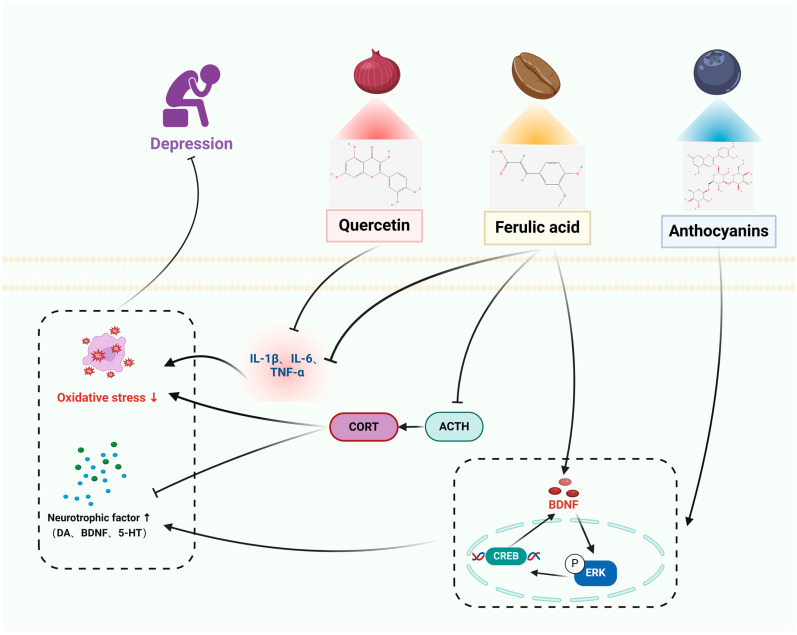 Depression
Quercetin
Ferulic acid
Anthocyanins
IL-1β、IL-6、
TNF-α
Oxidative stress ↓
CORT
ACTH
Neurotrophic factor ↑
（DA、BDNF、5-HT）
BDNF
CREB
P
ERK